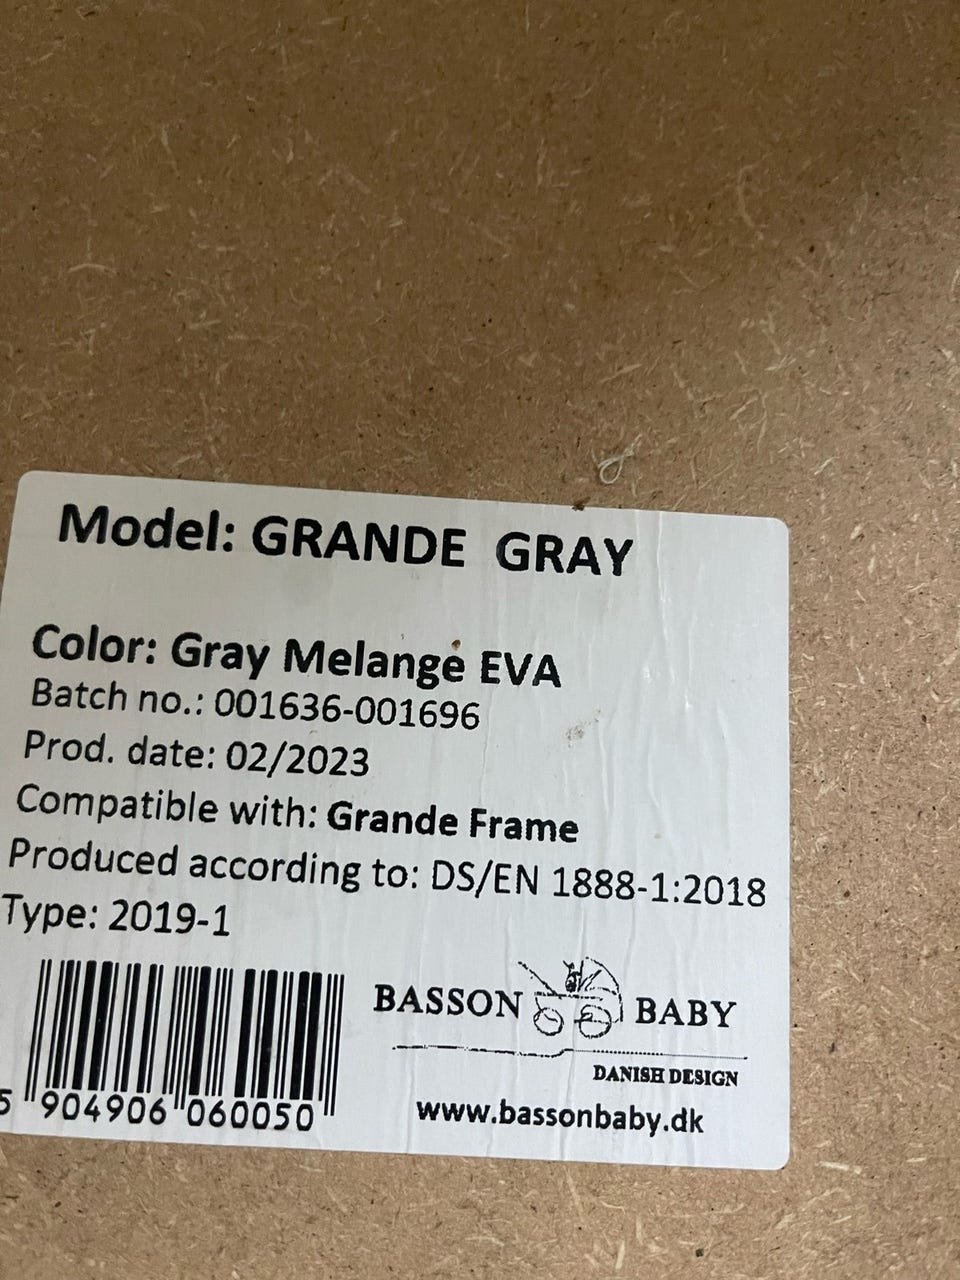 Model: GRANDE GRAY
Color: Gray Melange EVA
Batch no.: 001636-001696
Prod. date: 02/2023
Compatible with: Grande Frame
Produced according to: DS/EN 1888-1:2018
Type: 2019-1
BASSON BABY
DANISH DESIGN
www.bassonbaby.dk
5 904906 060050